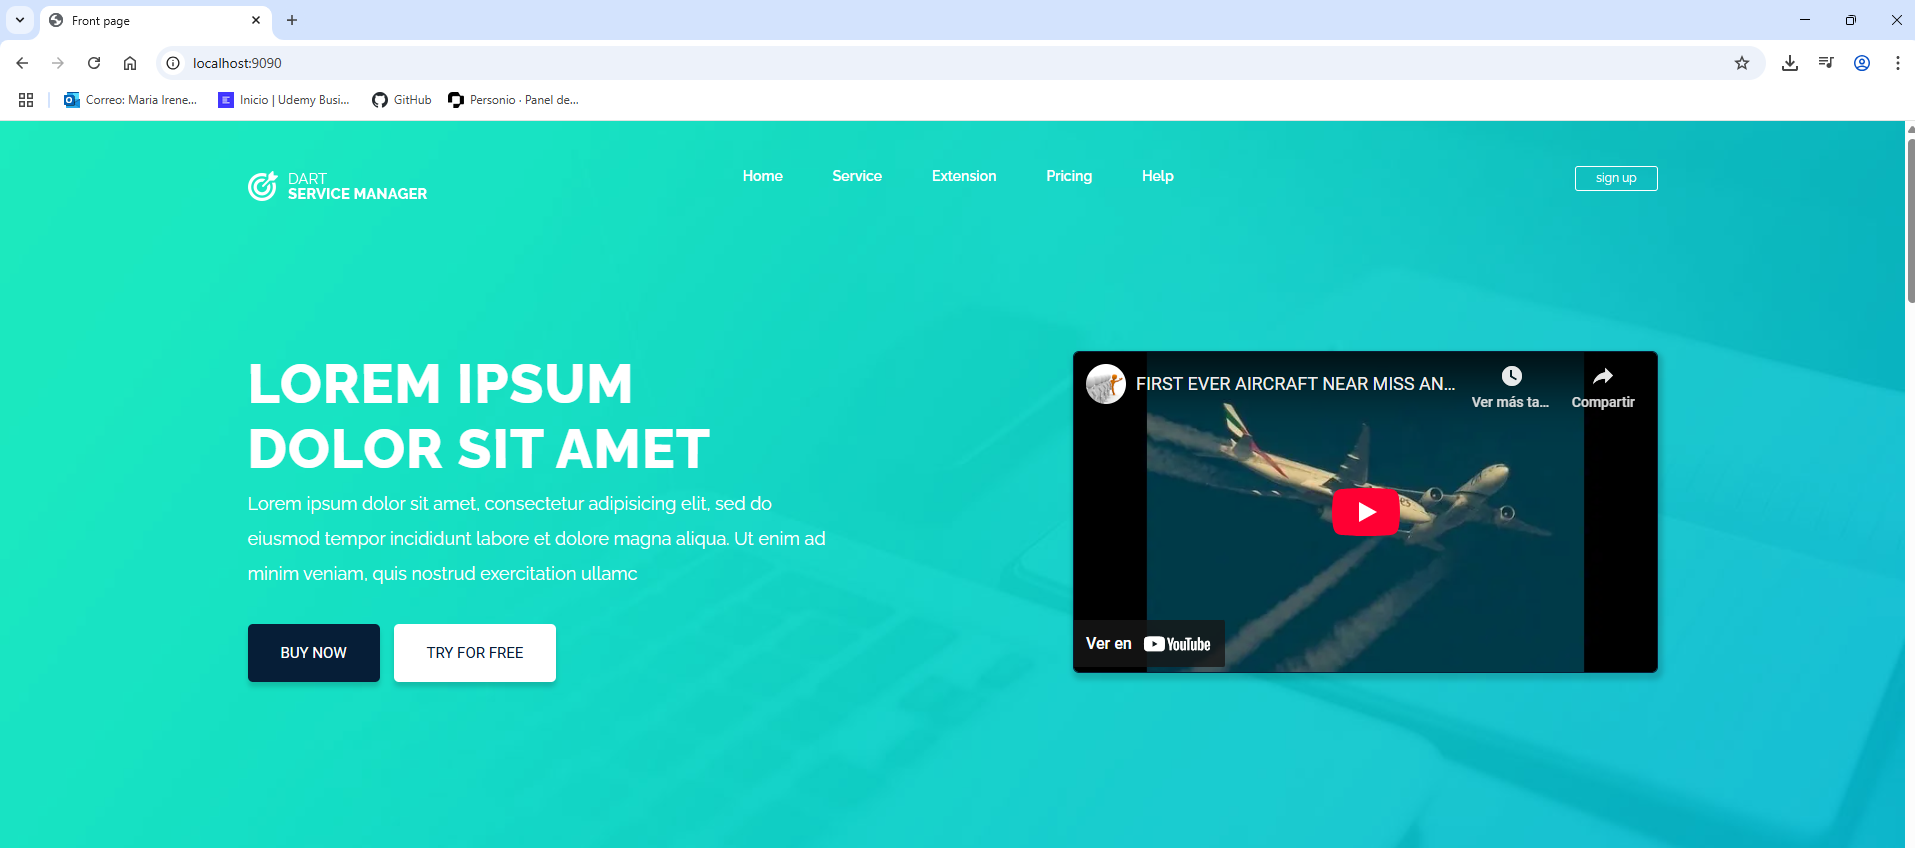 Front page
localhost:9090
Correo: Maria Irene...
Inicio | Udemy Busi...
GitHub
Personio · Panel de...
DART
SERVICE MANAGER
Home
Service
Extension
Pricing
Help
sign up
LOREM IPSUM
DOLOR SIT AMET
Lorem ipsum dolor sit amet, consectetur adipisicing elit, sed do
eiusmod tempor incididunt labore et dolore magna aliqua. Ut enim ad
minim veniam, quis nostrud exercitation ullamc
BUY NOW
TRY FOR FREE
FIRST EVER AIRCRAFT NEAR MISS AN...
Ver más ta...
Compartir
Ver en YouTube